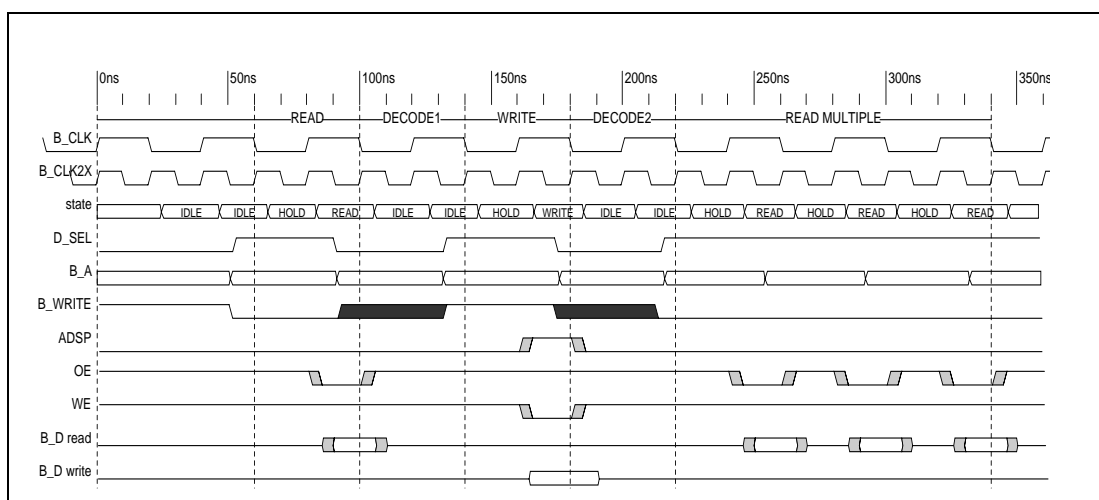 0ns 50ns 100ns 150ns 200ns 250ns 300ns 350ns
READ DECODE1 WRITE DECODE2 READ MULTIPLE
B_CLK
B_CLK2X
state IDLE IDLE HOLD READ IDLE IDLE HOLD WRITE IDLE IDLE HOLD READ HOLD READ HOLD READ
D_SEL
B_A
B_WRITE
ADSP
OE
WE
B_D read
B_D write